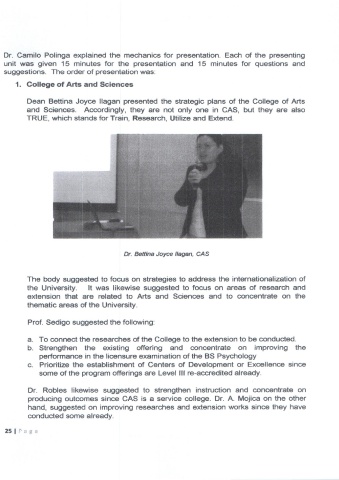 Dr. Camilo Polinga explained the mechanics for presentation. Each of the presenting
unit was given 15 minutes for the presentation and 15 minutes for questions and
suggestions. The order of presentation was:
1. College of Arts and Sciences
Dean Bettina Joyce Ilagan presented the strategic plans of the College of Arts
and Sciences. Accordingly, they are not only one in CAS, but they are also
TRUE, which stands for Train, Research, Utilize and Extend.
Dr. Bettina Joyce Ilagan, CAS
The body suggested to focus on strategies to address the internationalization of
the University. It was likewise suggested to focus on areas of research and
extension that are related to Arts and Sciences and to concentrate on the
thematic areas of the University.
Prof. Sedigo suggested the following:
a. To connect the researches of the College to the extension to be conducted.
b. Strengthen the existing offering and concentrate on improving the
performance in the licensure examination of the BS Psychology
c. Prioritize the establishment of Centers of Development or Excellence since
some of the program offerings are Level III re-accredited already.
Dr. Robles likewise suggested to strengthen instruction and concentrate on
producing outcomes since CAS is a service college. Dr. A. Mojica on the other
hand, suggested on improving researches and extension works since they have
conducted some already.
25 | Page